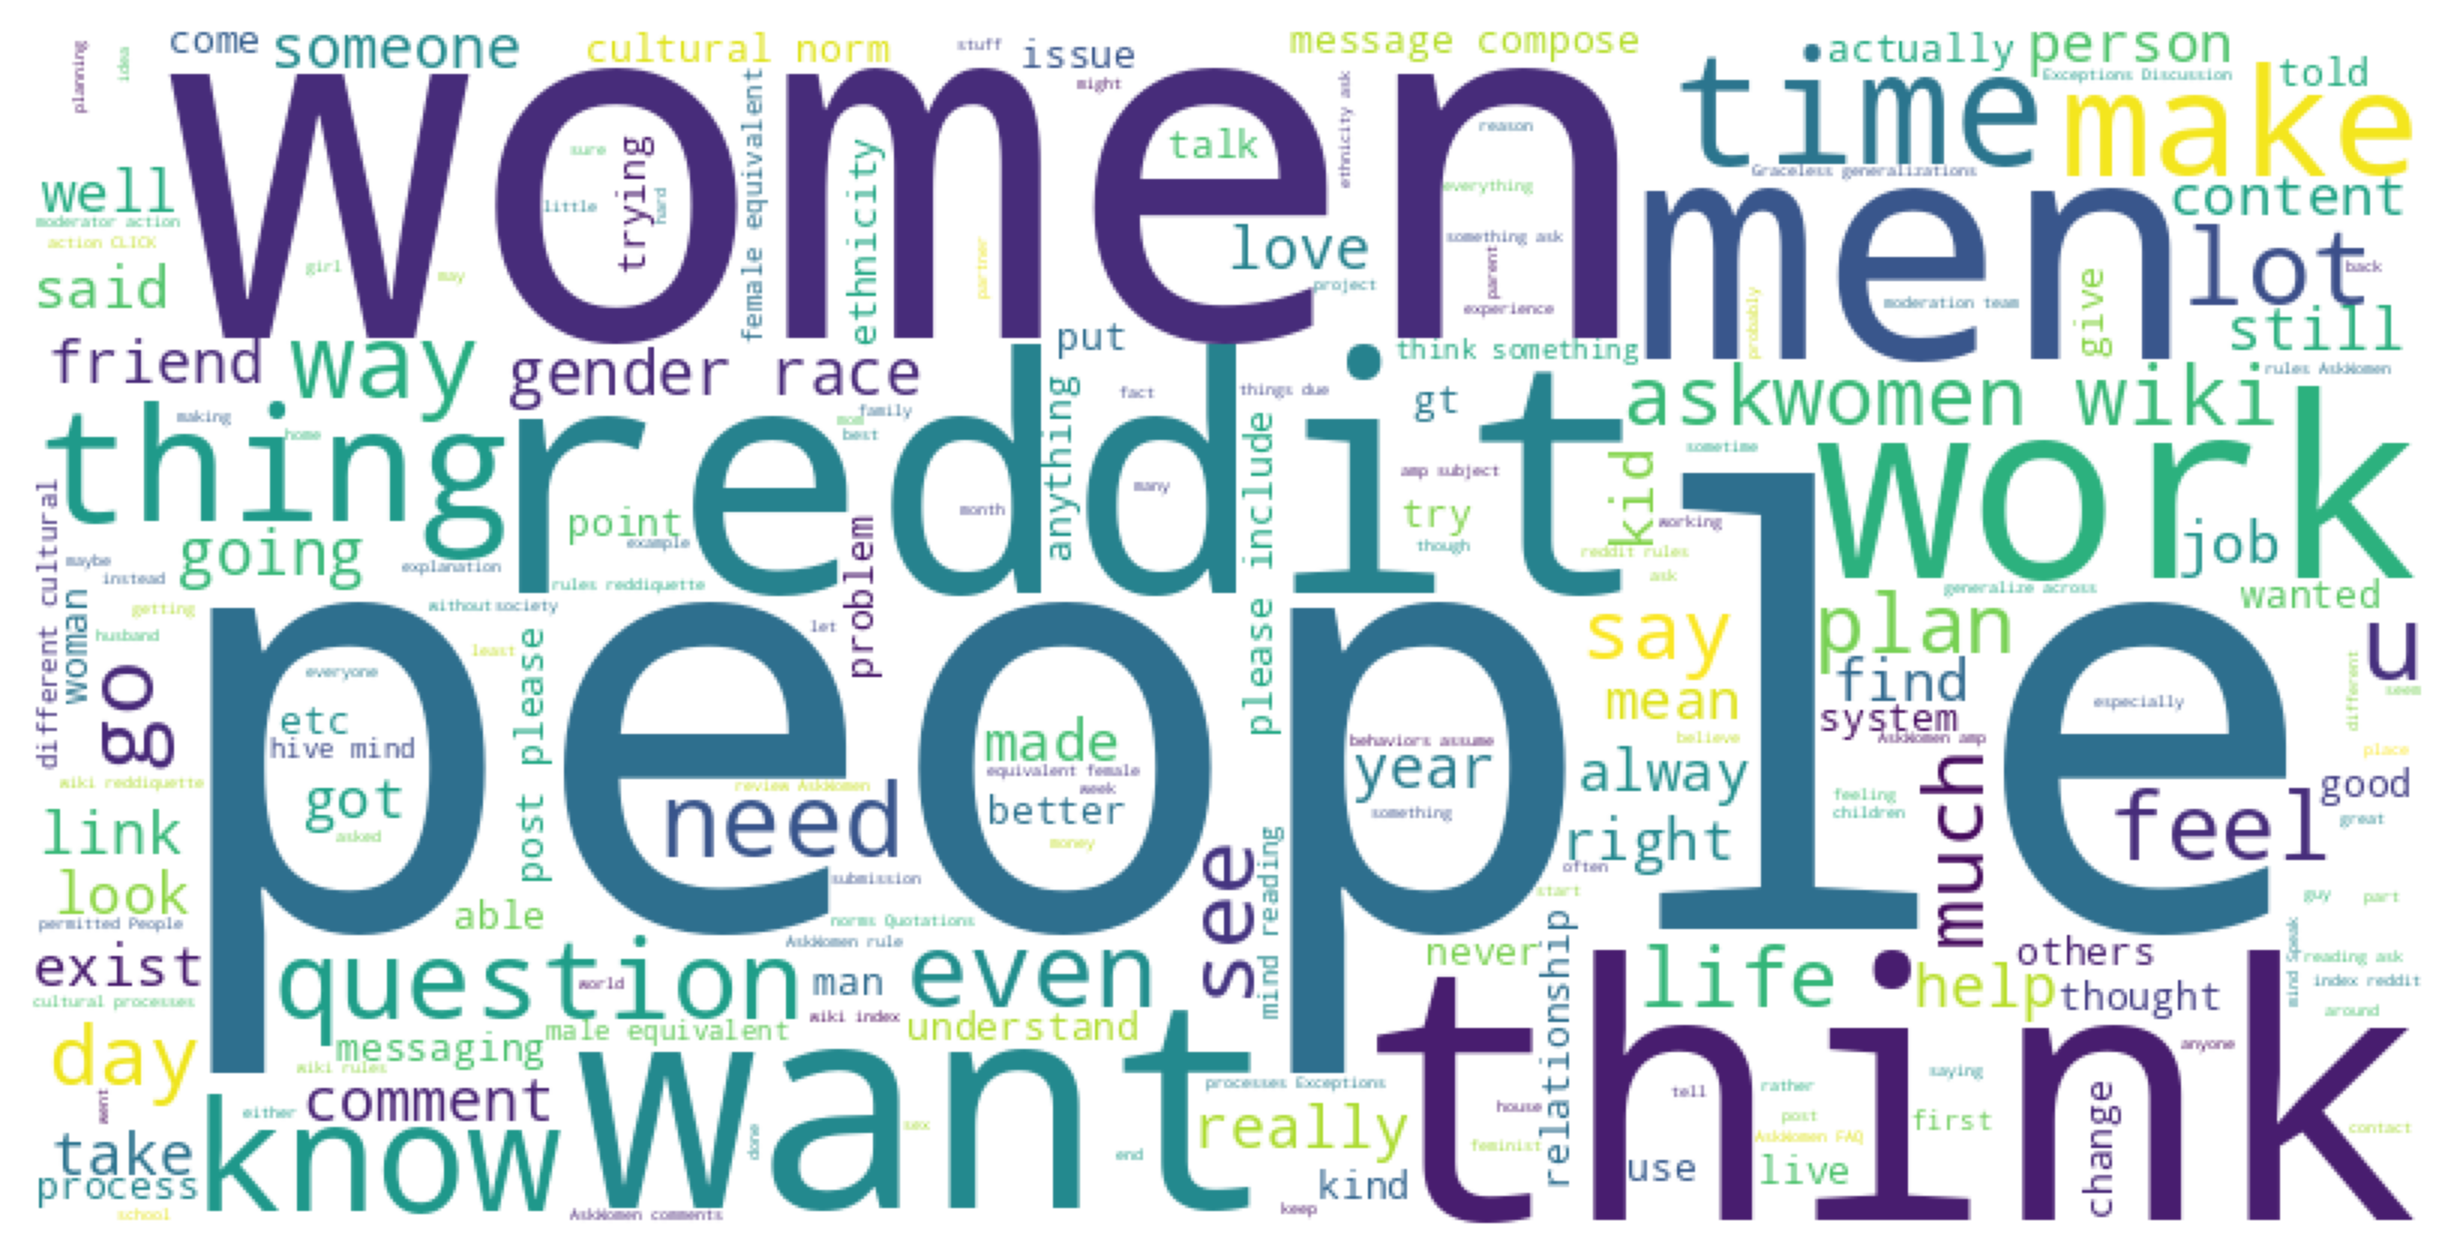 planning
idea
come
someone
cultural norm
stuff
issue
might
message compose
actually
person
Exceptions Discussion
told
women
time
make
well
moderator action
action CLICK
said
sure
trying
hard
little
girl
may
female equivalent
ethnicity
partner
talk
love
project
ethnicity ask
reason
everything
something ask
parent
experience
Graceless generalizations
men
content
lot
back
moderation team
probably
give
still
rules AskWomen
friend
way
gender race
put
think something
askwomen wiki
making
home
thing
reddit
family
mom
best
fact
things due
gt
anything
please include
amp subject
many
month
try
though
kid
sometime
working
work
job
point
example
problem
going
explanation
rules reddiquette
reddit rules
ask
generalize across
wanted
different cultural
maybe
instead
getting
husband
woman
without
society
let
least
people
say
plan
u
go
everyone
etc
hive mind
got
asked
wiki reddiquette
post please
made
equivalent female
week
better
money
review AskWomen
need
behaviors assume
year
something
mean
believe
alway
right
often
find
system
AskWomen amp
especially
different
seem
place
much
feeling
children
feel
good
great
link
look
permitted People
able
submission
norms Quotations
AskWomen rule
see
mind reading
start
guy
part
exist
cultural processes
question
world
man
wiki index
even
never
relationship
life
help
others
thought
mind Speak
reading ask
index reddit
around
day
messaging
male equivalent
understand
wiki rules
went
comment
want
processes Exceptions
think
saying
anyone
tell
rather
post
first
AskWomen FAQ
contact
take
process
school
either
know
AskWomen comments
done
sex
end
really
house
feminist
kind
keep
use
live
change